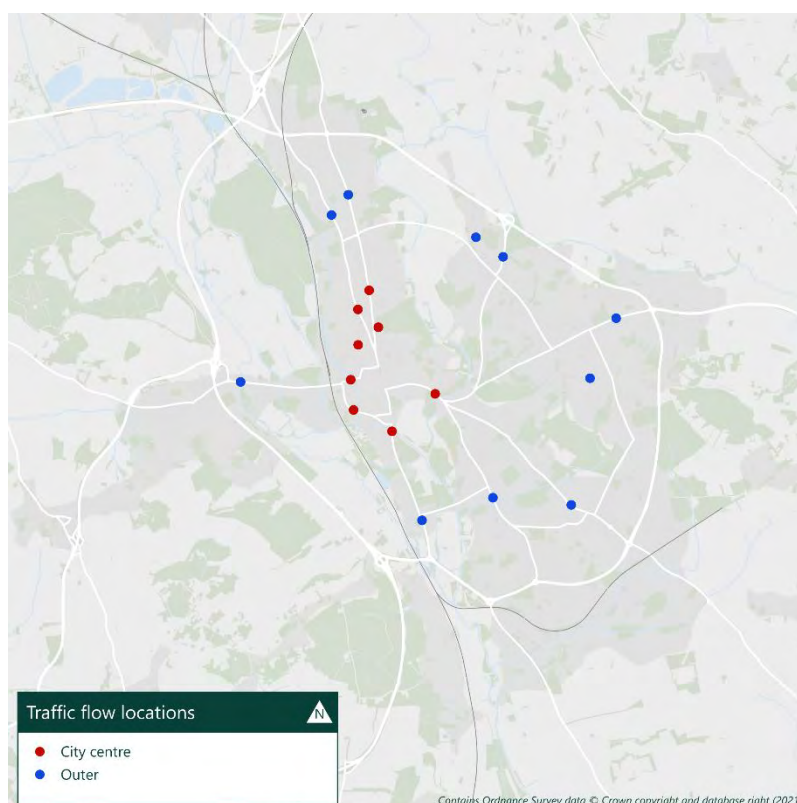 Traffic flow locations
N
City centre
Outer
Contains Ordnance Survey data © Crown copyright and database right (2021